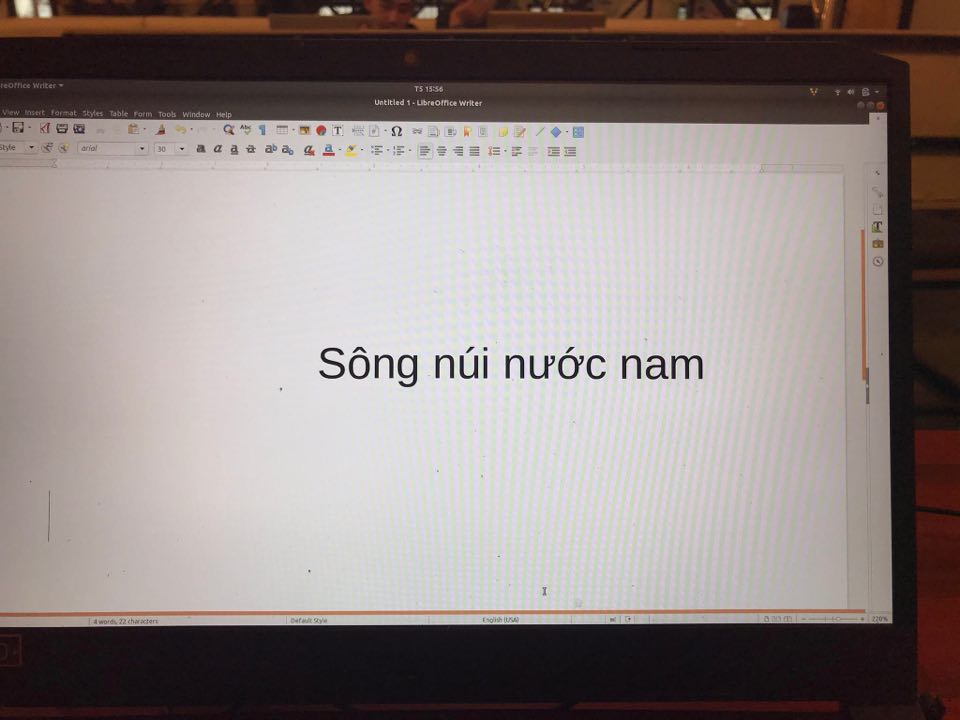 reOffice Writer
T5 15:56
Untitled 1 - LibreOffice Writer
View Insert Format Styles Table Form Tools Window Help
Style arial 30
Sông núi nước nam
4 words, 22 characters Default Style English (USA) 220%